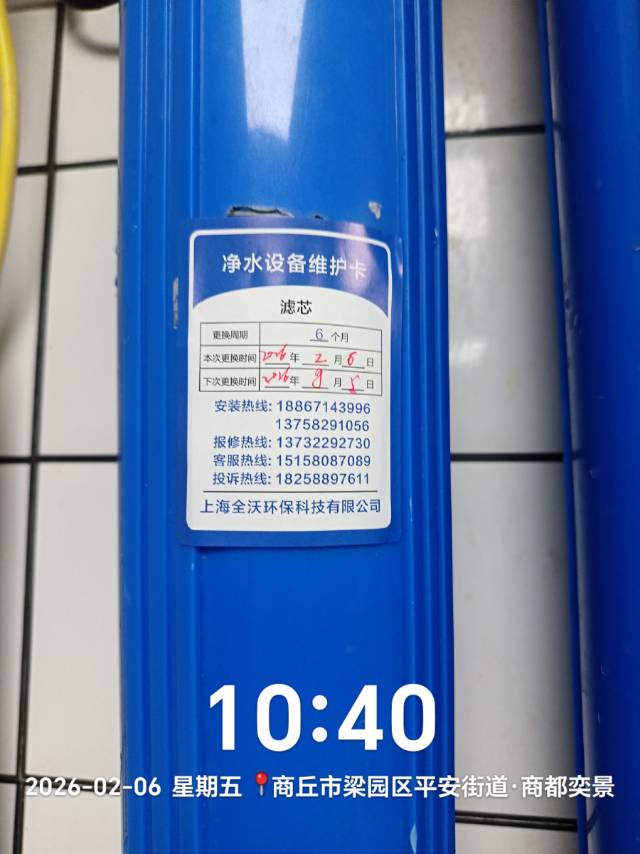 净水设备维护卡
滤芯
更换周期 6 个月
本次更换时间 2026 年 2 月 6 日
下次更换时间 2026 年 8 月 5 日
安装热线: 18867143996
13758291056
报修热线: 13732292730
客服热线: 15158087089
投诉热线: 18258897611
上海全沃环保科技有限公司
10:40
2026-02-06 星期五 商丘市梁园区平安街道·商都奕景